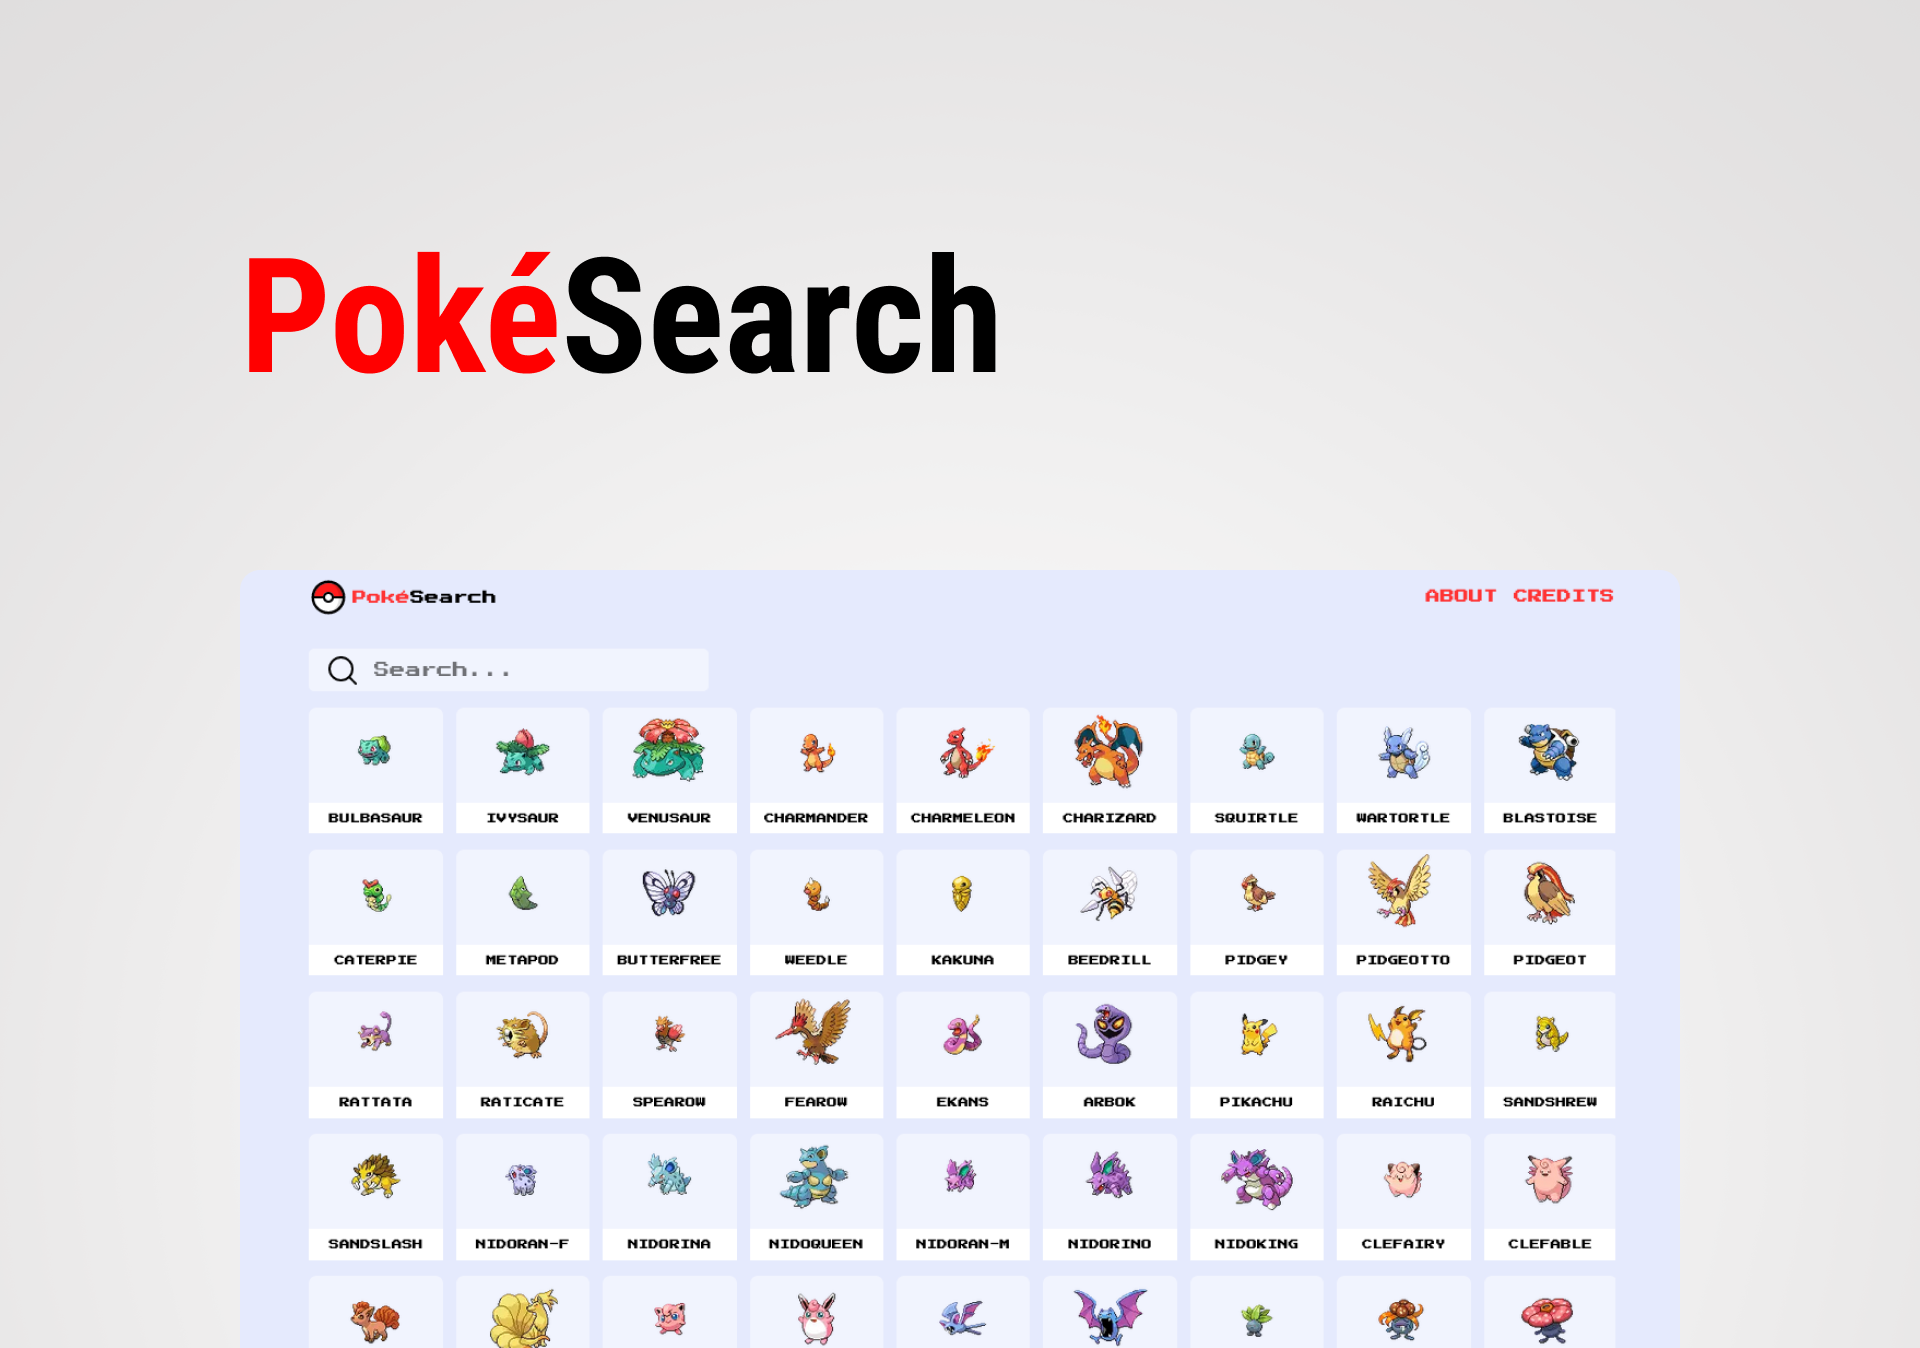 PokéSearch
PokéSearch
ABOUT CREDITS
Search...
BULBASAUR IVYSAUR VENUSAUR CHARMANDER CHARMELEON CHARIZARD SQUIRTLE WARTORTLE BLASTOISE
CATERPIE METAPOD BUTTERFREE WEEDLE KAKUNA BEEDRILL PIDGEY PIDGEOTTO PIDGEOT
RATTATA RATICATE SPEAROW FEAROW EKANS ARBOK PIKACHU RAICHU SANDSHREW
SANDSLASH NIDORAN-F NIDORINA NIDOQUEEN NIDORAN-M NIDORINO NIDOKING CLEFAIRY CLEFABLE